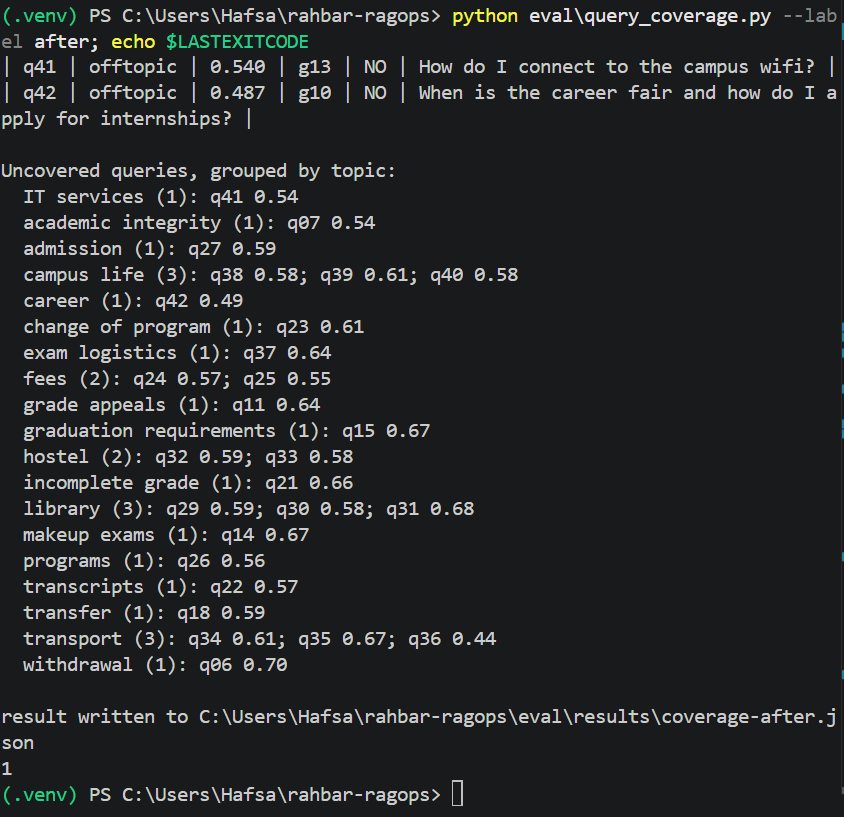 (.venv) PS C:\Users\Hafsa\rahbar-ragops> python eval\query_coverage.py --lab
el after; echo $LASTEXITCODE
| q41 | offtopic | 0.540 | g13 | NO | How do I connect to the campus wifi? |
| q42 | offtopic | 0.487 | g10 | NO | When is the career fair and how do I a
pply for internships? |
Uncovered queries, grouped by topic:
  IT services (1): q41 0.54
  academic integrity (1): q07 0.54
  admission (1): q27 0.59
  campus life (3): q38 0.58; q39 0.61; q40 0.58
  career (1): q42 0.49
  change of program (1): q23 0.61
  exam logistics (1): q37 0.64
  fees (2): q24 0.57; q25 0.55
  grade appeals (1): q11 0.64
  graduation requirements (1): q15 0.67
  hostel (2): q32 0.59; q33 0.58
  incomplete grade (1): q21 0.66
  library (3): q29 0.59; q30 0.58; q31 0.68
  makeup exams (1): q14 0.67
  programs (1): q26 0.56
  transcripts (1): q22 0.57
  transfer (1): q18 0.59
  transport (3): q34 0.61; q35 0.67; q36 0.44
  withdrawal (1): q06 0.70
result written to C:\Users\Hafsa\rahbar-ragops\eval\results\coverage-after.j
son
1
(.venv) PS C:\Users\Hafsa\rahbar-ragops>